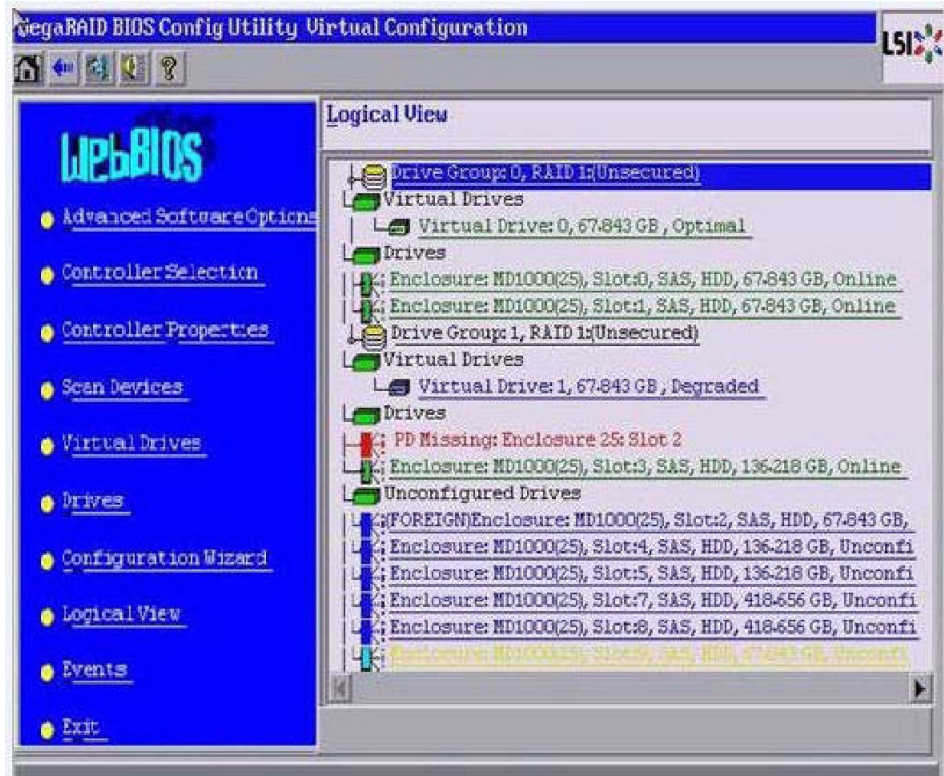 MegaRAID BIOS Config Utility Virtual Configuration
LSI
WebBIOS
Advanced Software Options
Controller Selection
Controller Properties
Scan Devices
Virtual Drives
Drives
Configuration Wizard
Logical View
Events
Exit
Logical View
Drive Group: 0, RAID 1:(Unsecured)
Virtual Drives
Virtual Drive: 0, 67.843 GB, Optimal
Drives
Enclosure: MD1000(25), Slot:0, SAS, HDD, 67.843 GB, Online
Enclosure: MD1000(25), Slot:1, SAS, HDD, 67.843 GB, Online
Drive Group: 1, RAID 1:(Unsecured)
Virtual Drives
Virtual Drive: 1, 67.843 GB, Degraded
Drives
PD Missing: Enclosure 25: Slot 2
Enclosure: MD1000(25), Slot:3, SAS, HDD, 136.218 GB, Online
Unconfigured Drives
(FOREIGN)Enclosure: MD1000(25), Slot:2, SAS, HDD, 67.843 GB,
Enclosure: MD1000(25), Slot:4, SAS, HDD, 136.218 GB, Unconfi
Enclosure: MD1000(25), Slot:5, SAS, HDD, 136.218 GB, Unconfi
Enclosure: MD1000(25), Slot:7, SAS, HDD, 418.656 GB, Unconfi
Enclosure: MD1000(25), Slot:8, SAS, HDD, 418.656 GB, Unconfi